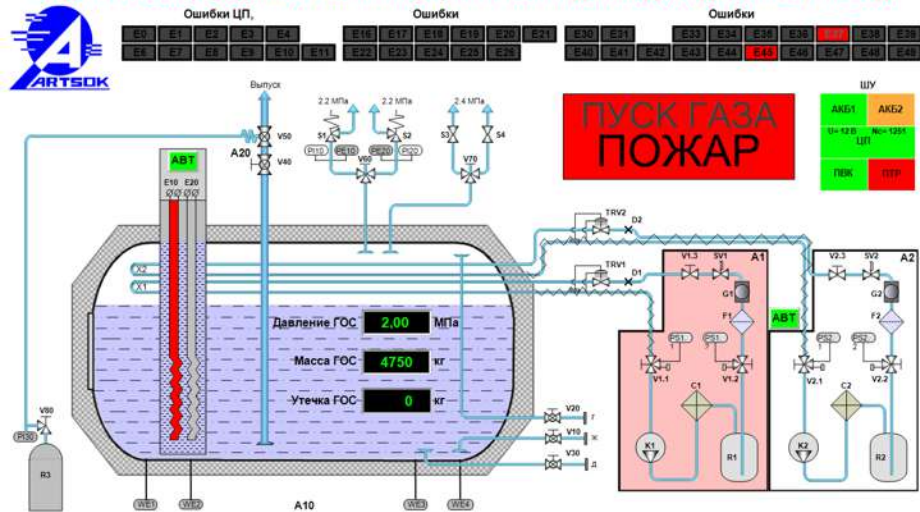 Ошибки ЦП,
Ошибки
Ошибки
E0 E1 E2 E3 E4
E16 E17 E18 E19 E20 E21
E30 E31 E33 E34 E35 E36 E37 E38 E39
E6 E7 E8 E9 E10 E11
E22 E23 E24 E25 E26
E40 E41 E42 E43 E44 E45 E46 E47 E48 E49
ARTSOK
Выпуск
2.2 МПа
2.2 МПа
2.4 МПа
ШУ
АКБ1
АКБ2
U= 12 В
Nc= 1251
ЦП
ПВК
ПТР
ПУСК ГАЗА
ПОЖАР
V50
A20
V40
S1
S2
S3
S4
PI10
PE10
PE20
PI20
V60
V70
АВТ
E10
E20
TRV2
D2
X2
X1
TRV1
D1
V1.3
SV1
A1
V2.3
SV2
A2
G1
G2
АВТ
F1
F2
Давление ГОС
2,00
МПа
Масса ГОС
4750
кг
Утечка ГОС
0
кг
V1.1
V1.2
V2.1
V2.2
C1
C2
V80
PI30
R3
V20
Г
V10
Ж
V30
Д
K1
R1
K2
R2
WE1
WE2
WE3
WE4
A10